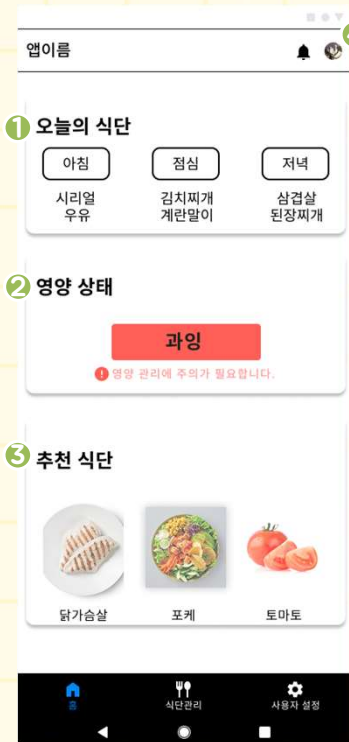 앱이름
1 오늘의 식단
아침 점심 저녁
시리얼 김치찌개 삼겹살
우유 계란말이 된장찌개
2 영양 상태
과잉
! 영양 관리에 주의가 필요합니다.
3 추천 식단
닭가슴살 포케 토마토
홈 식단관리 사용자 설정